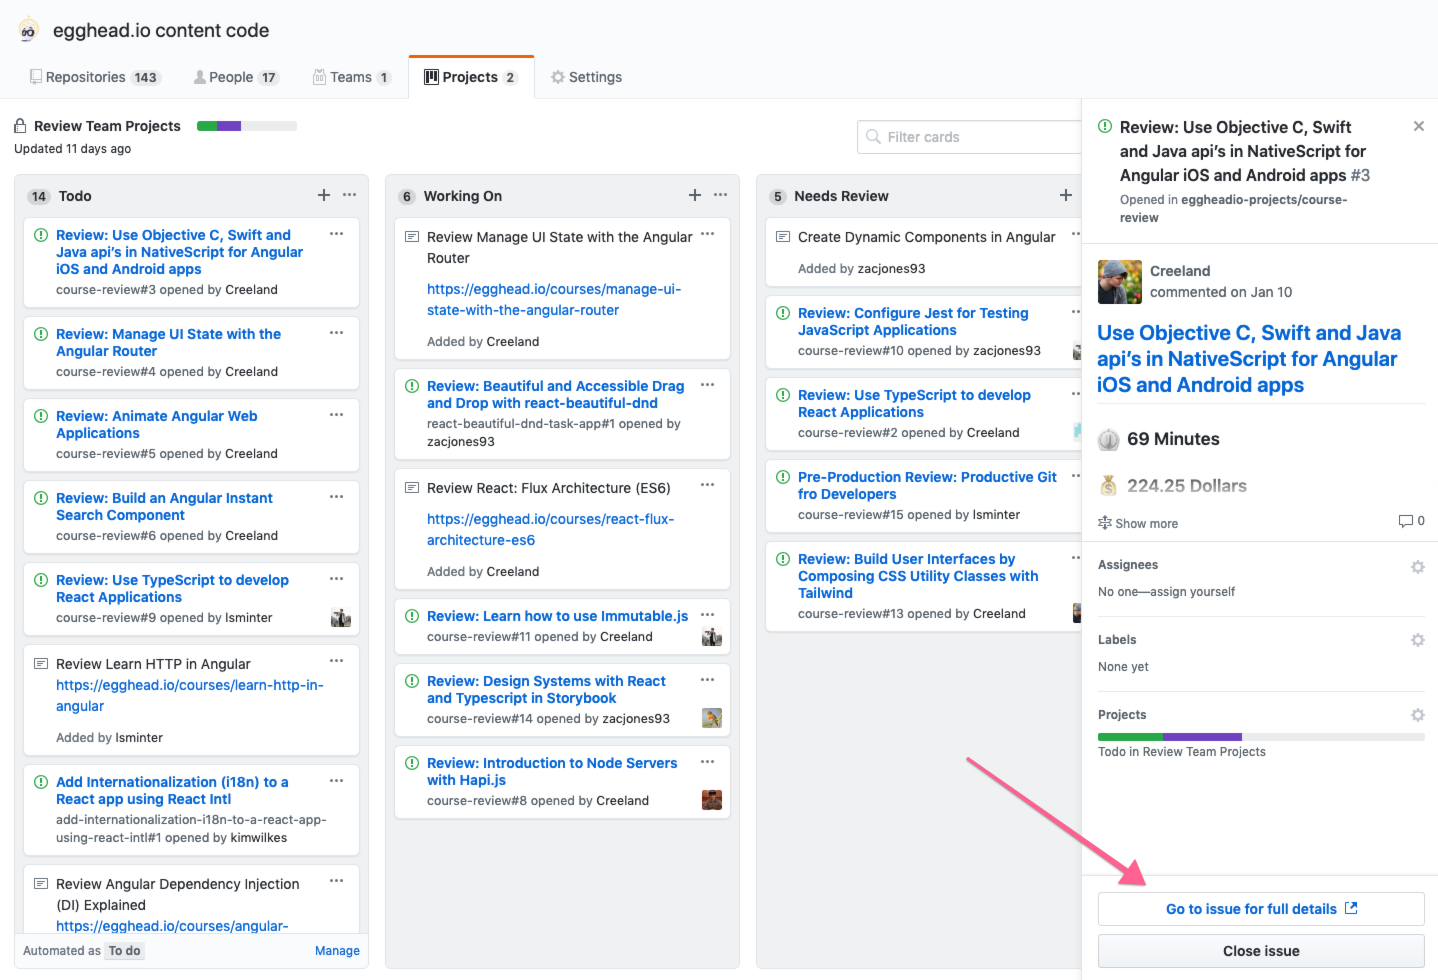 egghead.io content code
Repositories 143
People 17
Teams 1
Projects 2
Settings
Review Team Projects
Updated 11 days ago
Filter cards
14 Todo
Review: Use Objective C, Swift and
Java api's in NativeScript for Angular
iOS and Android apps
course-review#3 opened by Creeland
Review: Manage UI State with the
Angular Router
course-review#4 opened by Creeland
Review: Animate Angular Web
Applications
course-review#5 opened by Creeland
Review: Build an Angular Instant
Search Component
course-review#6 opened by Creeland
Review: Use TypeScript to develop
React Applications
course-review#9 opened by lsminter
Review Learn HTTP in Angular
https://egghead.io/courses/learn-http-in-
angular
Added by lsminter
Add Internationalization (i18n) to a
React app using React Intl
add-internationalization-i18n-to-a-react-app-
using-react-intl#1 opened by kimwilkes
Review Angular Dependency Injection
(DI) Explained
https://egghead.io/courses/angular-
Automated as To do
Manage
6 Working On
Review Manage UI State with the Angular
Router
https://egghead.io/courses/manage-ui-
state-with-the-angular-router
Added by Creeland
Review: Beautiful and Accessible Drag
and Drop with react-beautiful-dnd
react-beautiful-dnd-task-app#1 opened by
zacjones93
Review React: Flux Architecture (ES6)
https://egghead.io/courses/react-flux-
architecture-es6
Added by Creeland
Review: Learn how to use Immutable.js
course-review#11 opened by Creeland
Review: Design Systems with React
and Typescript in Storybook
course-review#14 opened by zacjones93
Review: Introduction to Node Servers
with Hapi.js
course-review#8 opened by Creeland
5 Needs Review
Create Dynamic Components in Angular
Added by zacjones93
Review: Configure Jest for Testing
JavaScript Applications
course-review#10 opened by zacjones93
Review: Use TypeScript to develop
React Applications
course-review#2 opened by Creeland
Pre-Production Review: Productive Git
fro Developers
course-review#15 opened by lsminter
Review: Build User Interfaces by
Composing CSS Utility Classes with
Tailwind
course-review#13 opened by Creeland
Review: Use Objective C, Swift
and Java api's in NativeScript for
Angular iOS and Android apps #3
Opened in eggheadio-projects/course-
review
Creeland
commented on Jan 10
Use Objective C, Swift and Java
api's in NativeScript for Angular
iOS and Android apps
69 Minutes
224.25 Dollars
Show more
0
Assignees
No one—assign yourself
Labels
None yet
Projects
Todo in Review Team Projects
Go to issue for full details
Close issue